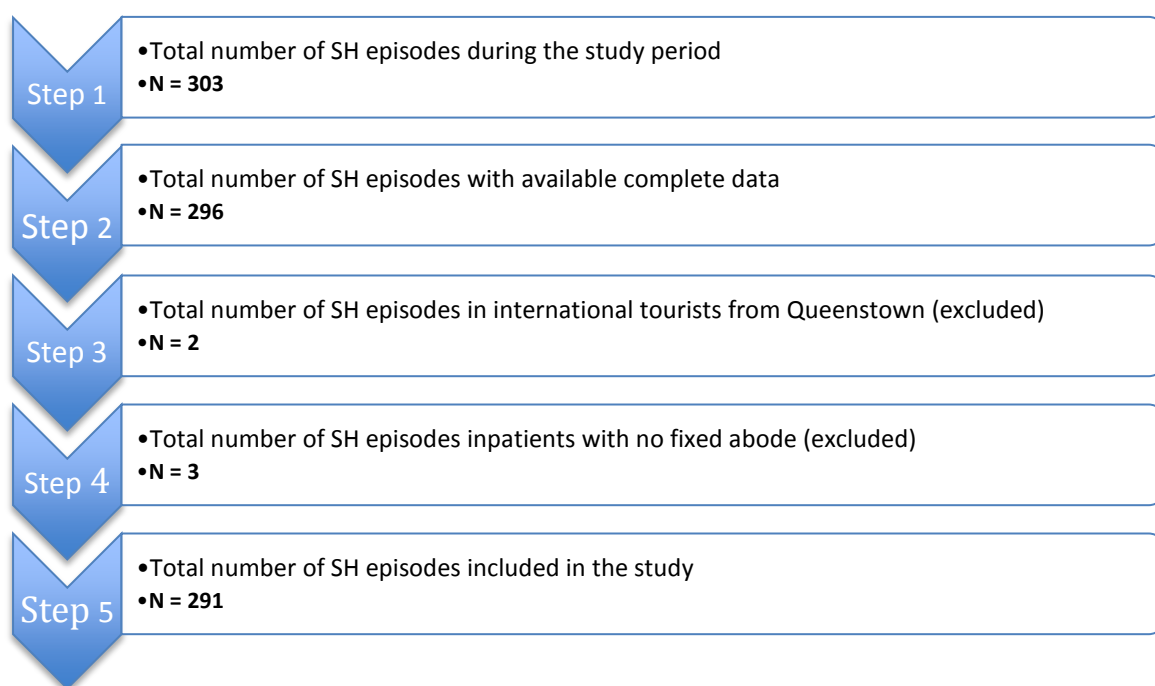 Step 1
•Total number of SH episodes during the study period
•N = 303
Step 2
•Total number of SH episodes with available complete data
•N = 296
Step 3
•Total number of SH episodes in international tourists from Queenstown (excluded)
•N = 2
Step 4
•Total number of SH episodes inpatients with no fixed abode (excluded)
•N = 3
Step 5
•Total number of SH episodes included in the study
•N = 291